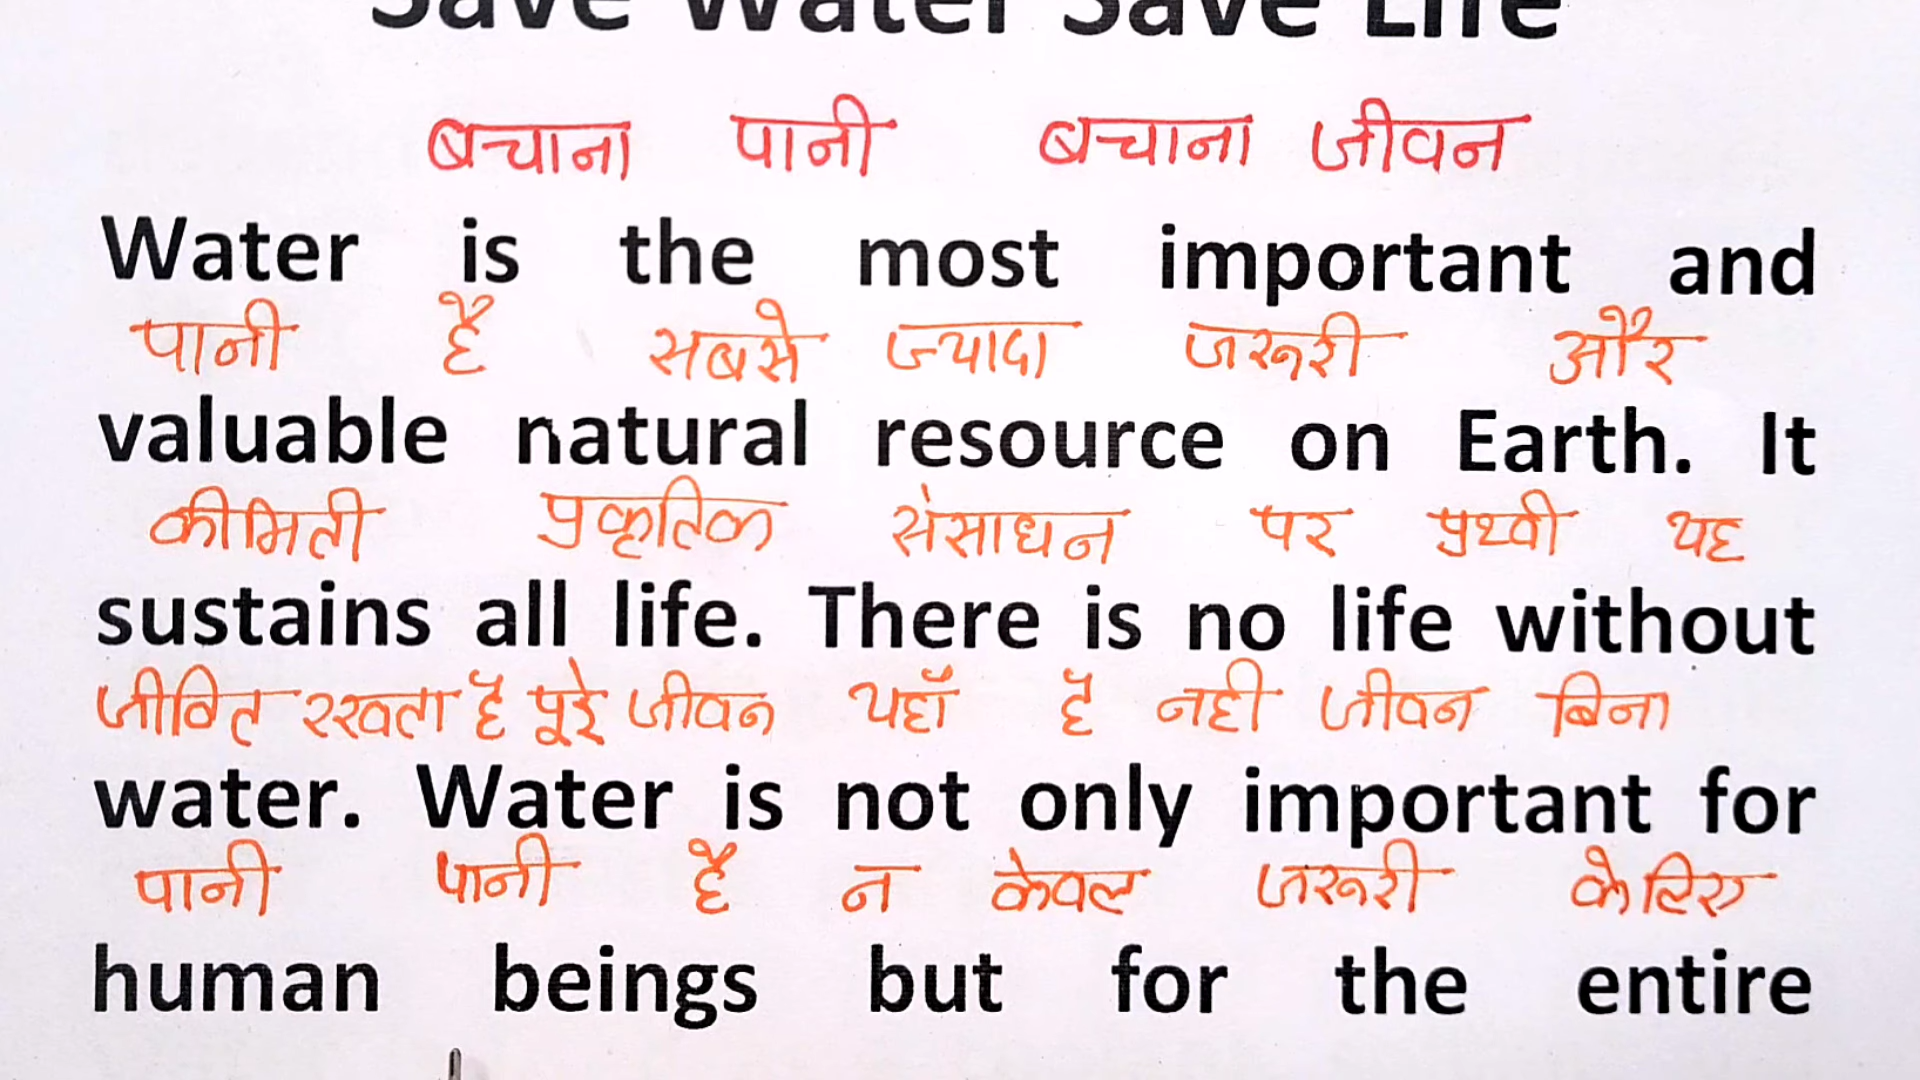 Save Water Save Life
बचाना पानी बचाना जीवन
Water is the most important and
पानी है सबसे ज्यादा जरूरी और
valuable natural resource on Earth. It
कीमिती प्रकृतिक संसाधन पर पृथ्वी यह
sustains all life. There is no life without
जीवित रखता है पूरे जीवन यहाँ है नही जीवन बिना
water. Water is not only important for
पानी पानी है न केवल जरूरी के लिए
human beings but for the entire